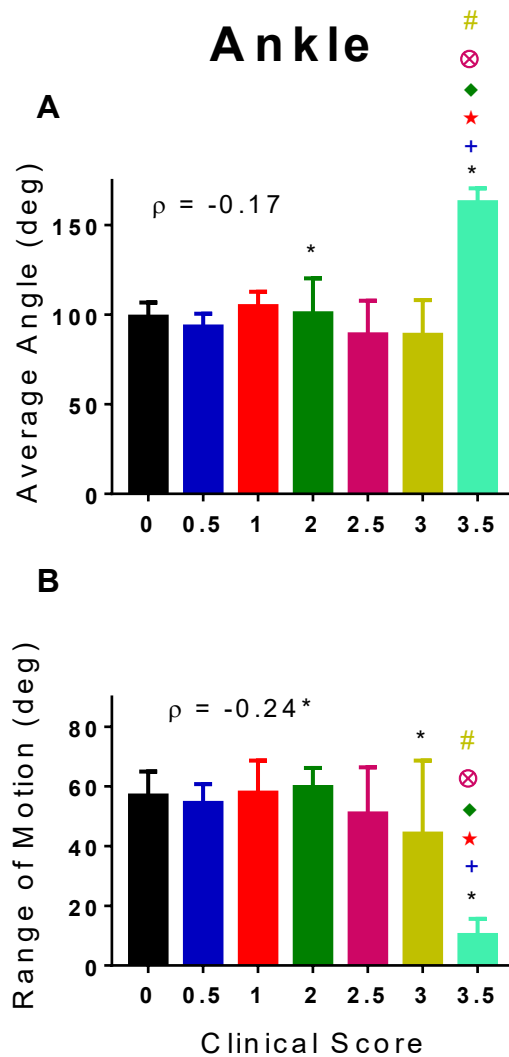 Ankle
#
⊗
◆
★
+
*
A
ρ = -0.17
*
Average Angle (deg)
150
100
50
0
0 0.5 1 2 2.5 3 3.5
B
ρ = -0.24*
*
#
⊗
◆
★
+
*
Range of Motion (deg)
80
60
40
20
0
0 0.5 1 2 2.5 3 3.5
Clinical Score